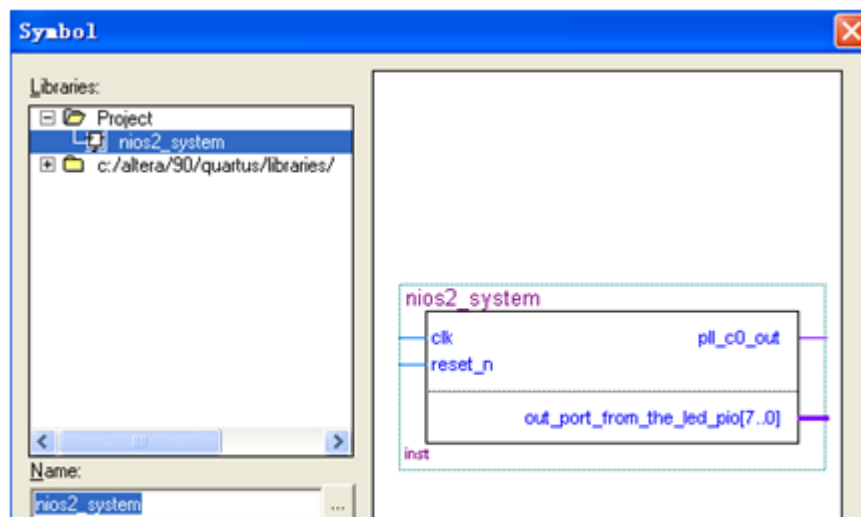 Symbol
Libraries:
Project
nios2_system
c:/altera/90/quartus/libraries/
Name:
nios2_system
...
nios2_system
clk
pll_c0_out
reset_n
out_port_from_the_led_pio[7..0]
inst